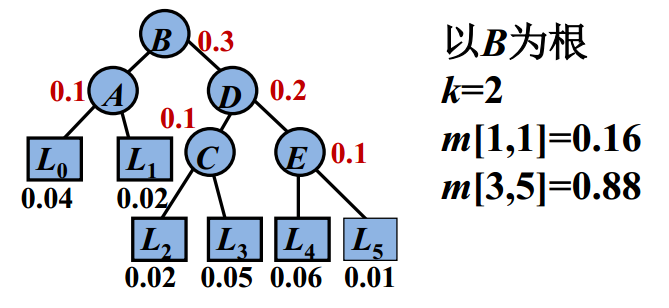 B 0.3
0.1 A D 0.2
0.1 C E 0.1
L0 L1
0.04 0.02
L2 L3 L4 L5
0.02 0.05 0.06 0.01
以B为根
k=2
m[1,1]=0.16
m[3,5]=0.88